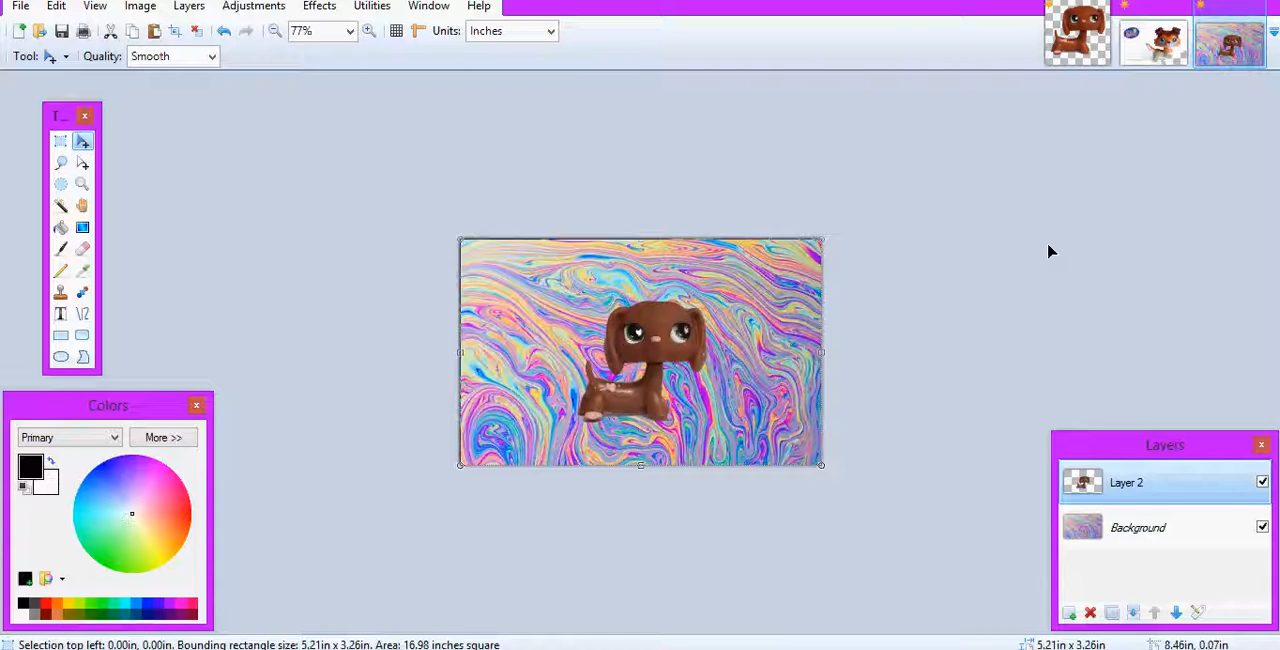 File Edit View Image Layers Adjustments Effects Utilities Window Help
77% Units: Inches
Tool: Quality: Smooth
T...
Colors
Primary More >>
Layers
Layer 2
Background
Selection top left: 0.00in, 0.00in. Bounding rectangle size: 5.21in x 3.26in. Area: 16.98 inches square 5.21in x 3.26in 8.46in, 0.07in